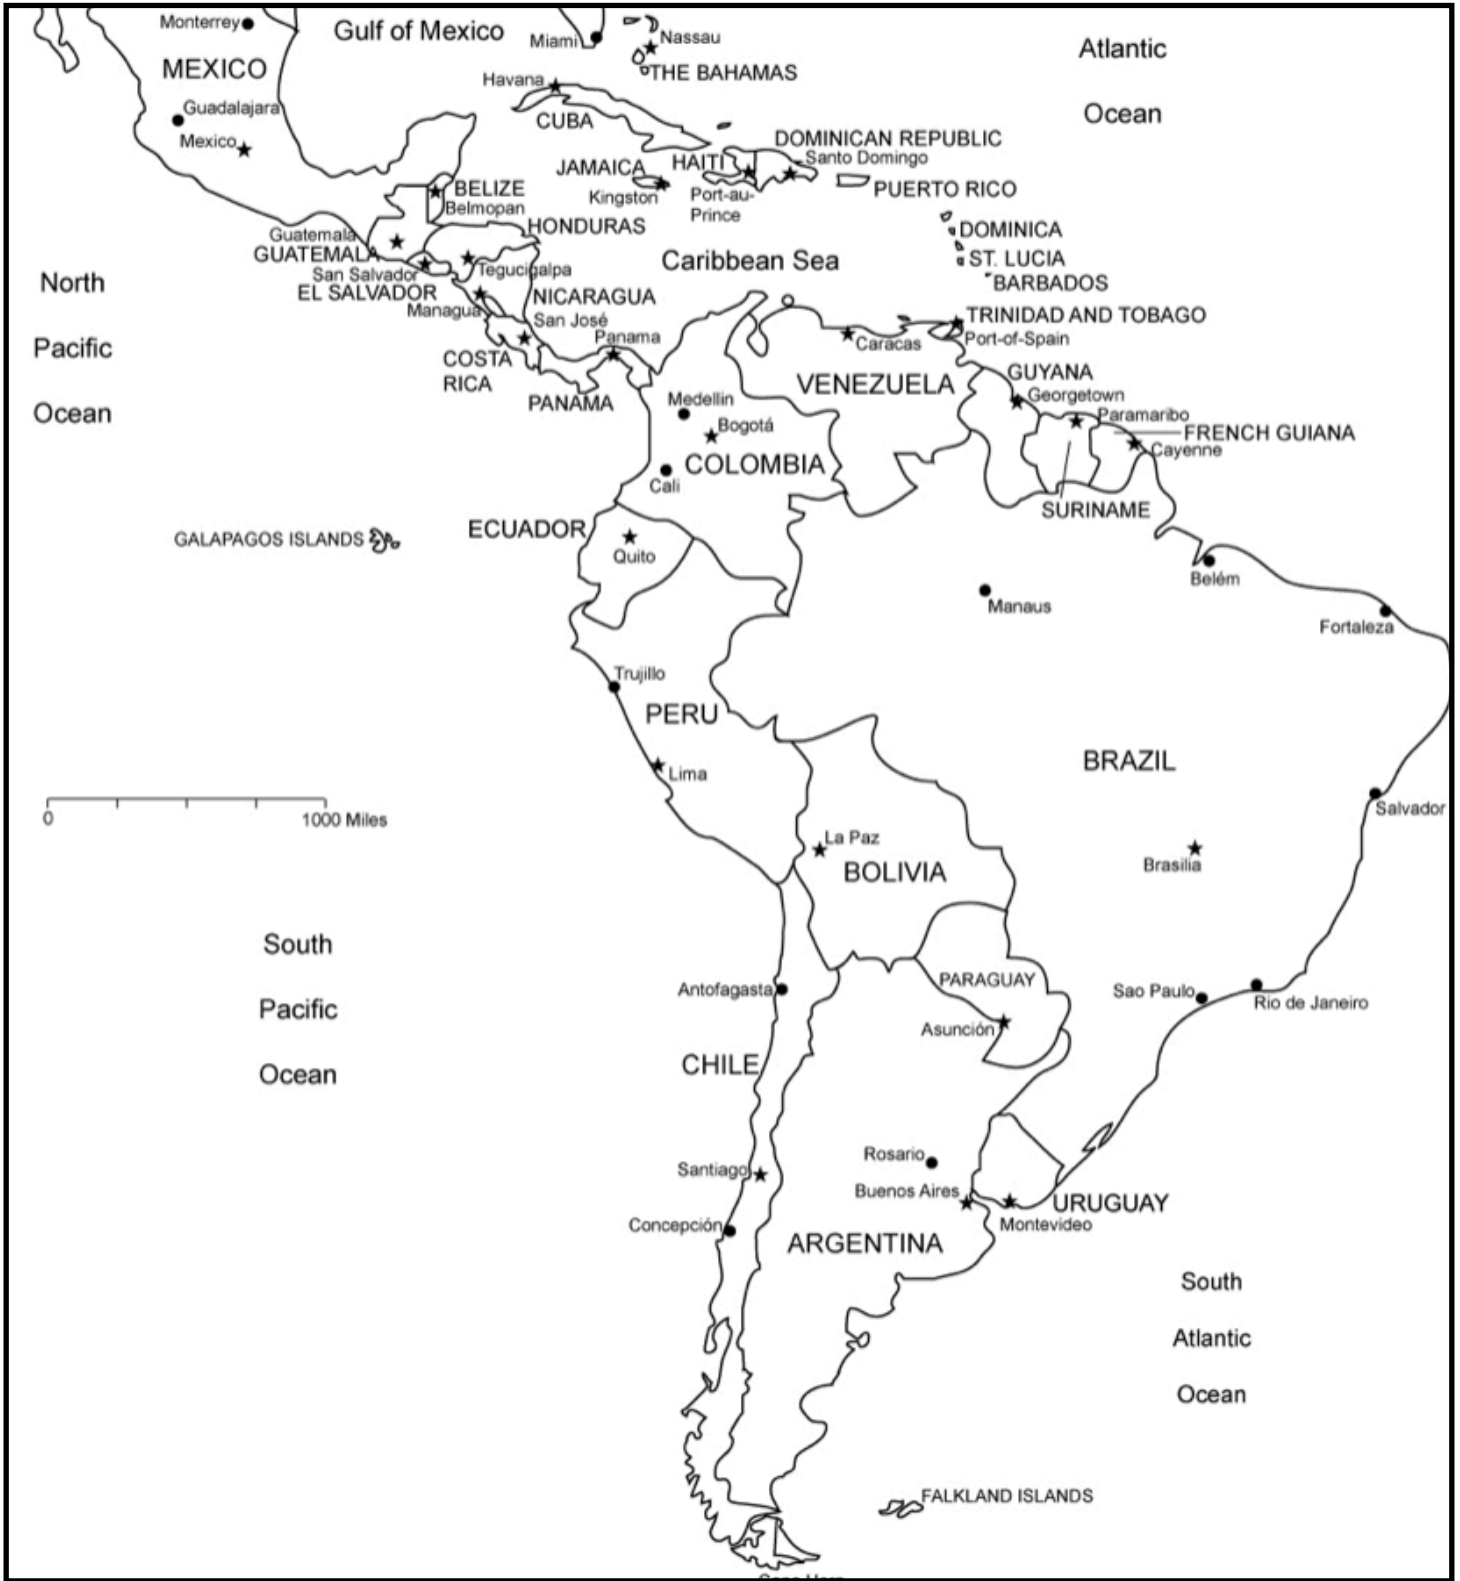 Monterrey
Gulf of Mexico
Miami
Nassau
Atlantic
Ocean
MEXICO
THE BAHAMAS
Havana
Guadalajara
CUBA
Mexico
DOMINICAN REPUBLIC
JAMAICA
HAITI
Santo Domingo
Kingston
Port-au-
Prince
PUERTO RICO
BELIZE
Belmopan
HONDURAS
DOMINICA
Guatemala
GUATEMALA
Caribbean Sea
ST. LUCIA
San Salvador
Tegucigalpa
BARBADOS
North
Pacific
Ocean
EL SALVADOR
NICARAGUA
Managua
San José
TRINIDAD AND TOBAGO
Port-of-Spain
Panama
Caracas
COSTA
RICA
PANAMA
VENEZUELA
GUYANA
Georgetown
Medellin
Paramaribo
Bogotá
FRENCH GUIANA
Cayenne
COLOMBIA
Cali
SURINAME
ECUADOR
GALAPAGOS ISLANDS
Quito
Belém
Manaus
Fortaleza
Trujillo
PERU
BRAZIL
Lima
0
1000 Miles
Salvador
La Paz
BOLIVIA
Brasilia
South
Pacific
Ocean
PARAGUAY
Antofagasta
Sao Paulo
Rio de Janeiro
Asunción
CHILE
Rosario
Santiago
Buenos Aires
URUGUAY
Montevideo
Concepción
ARGENTINA
South
Atlantic
Ocean
FALKLAND ISLANDS